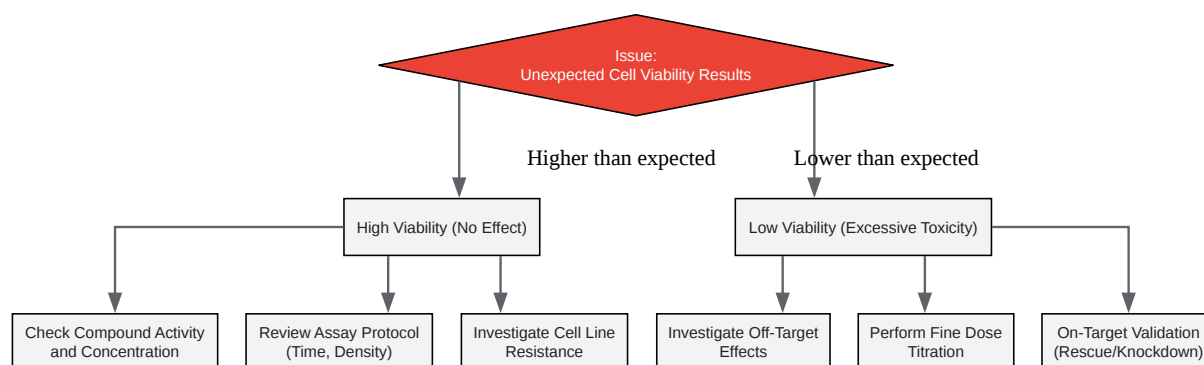 Issue:
Unexpected Cell Viability Results
Higher than expected
Lower than expected
High Viability (No Effect)
Low Viability (Excessive Toxicity)
Check Compound Activity
and Concentration
Review Assay Protocol
(Time, Density)
Investigate Cell Line
Resistance
Investigate Off-Target
Effects
Perform Fine Dose
Titration
On-Target Validation
(Rescue/Knockdown)